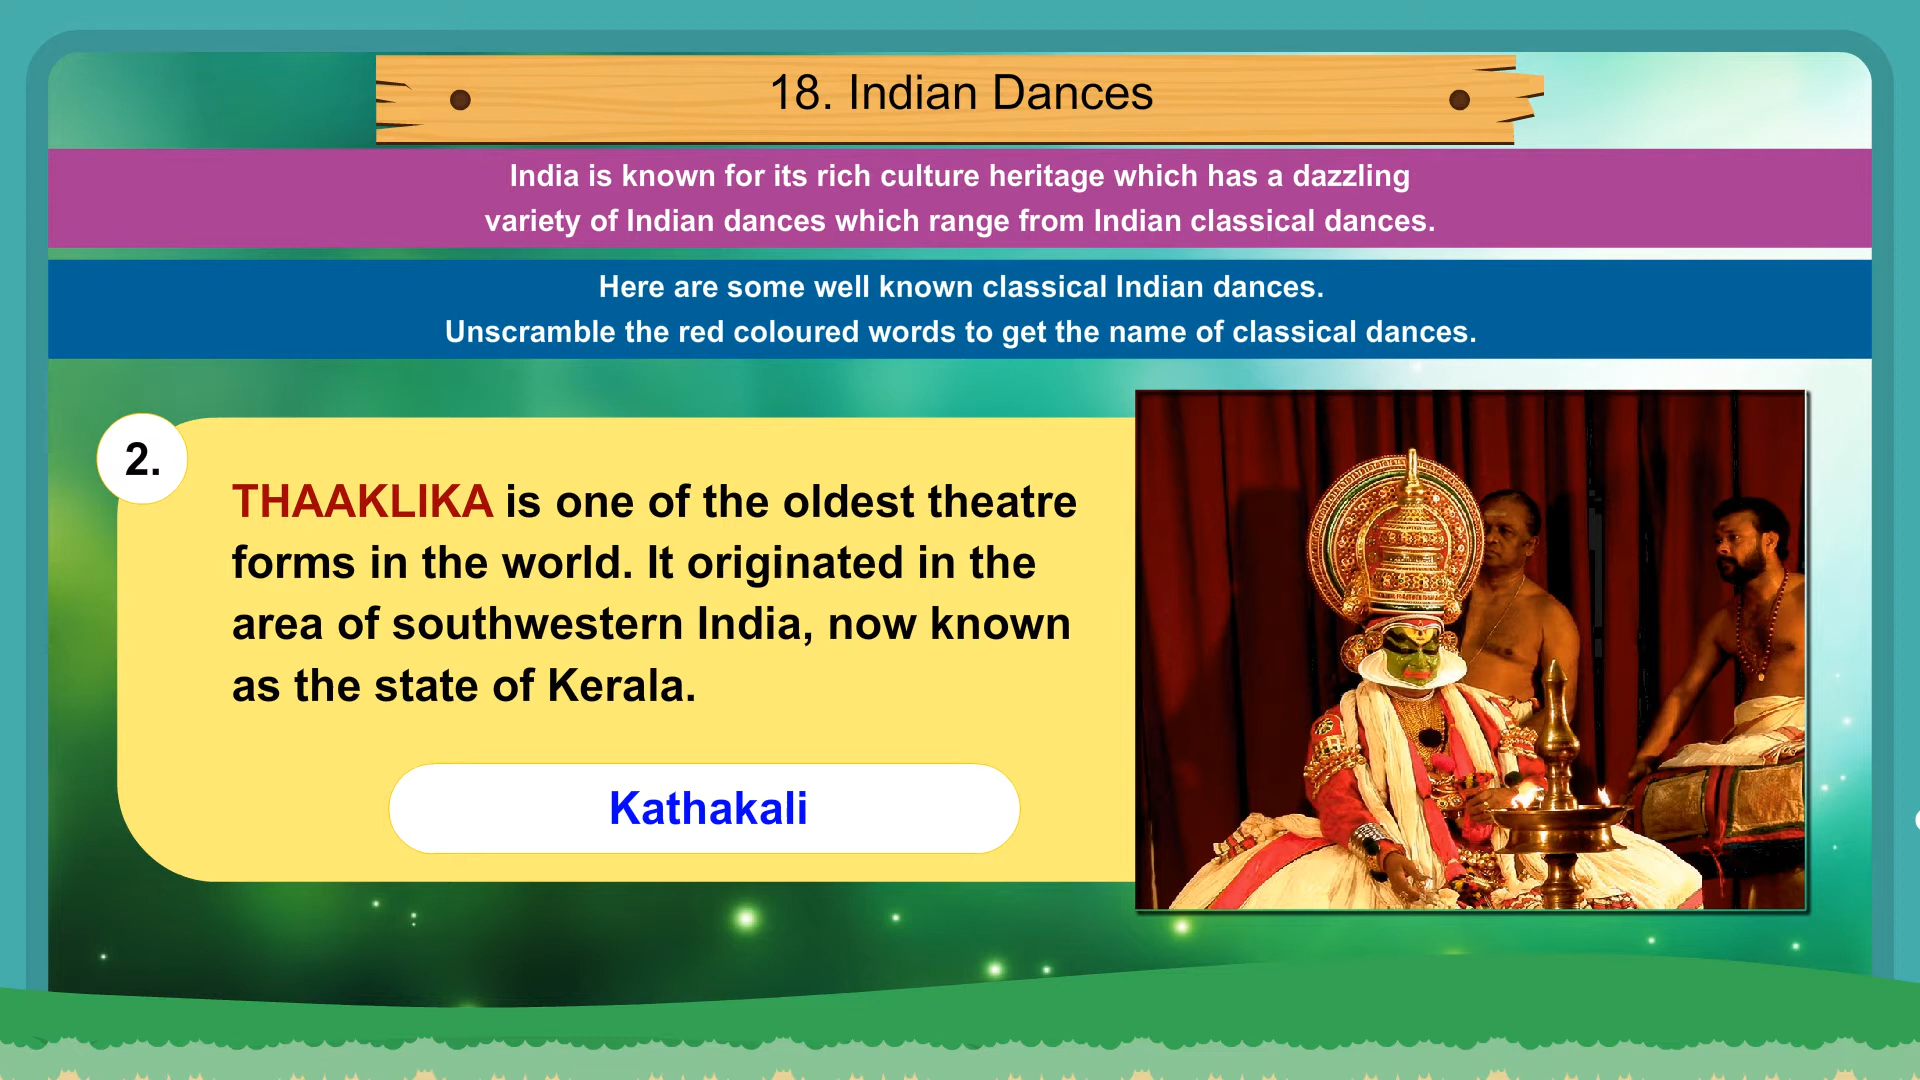 18. Indian Dances
India is known for its rich culture heritage which has a dazzling
variety of Indian dances which range from Indian classical dances.
Here are some well known classical Indian dances.
Unscramble the red coloured words to get the name of classical dances.
2.
THAAKLIKA is one of the oldest theatre
forms in the world. It originated in the
area of southwestern India, now known
as the state of Kerala.
Kathakali